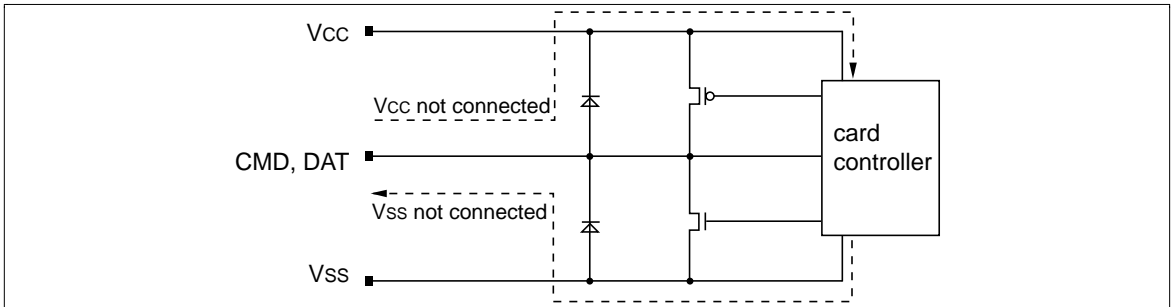 VCC
VCC not connected
card
controller
CMD, DAT
VSS not connected
VSS